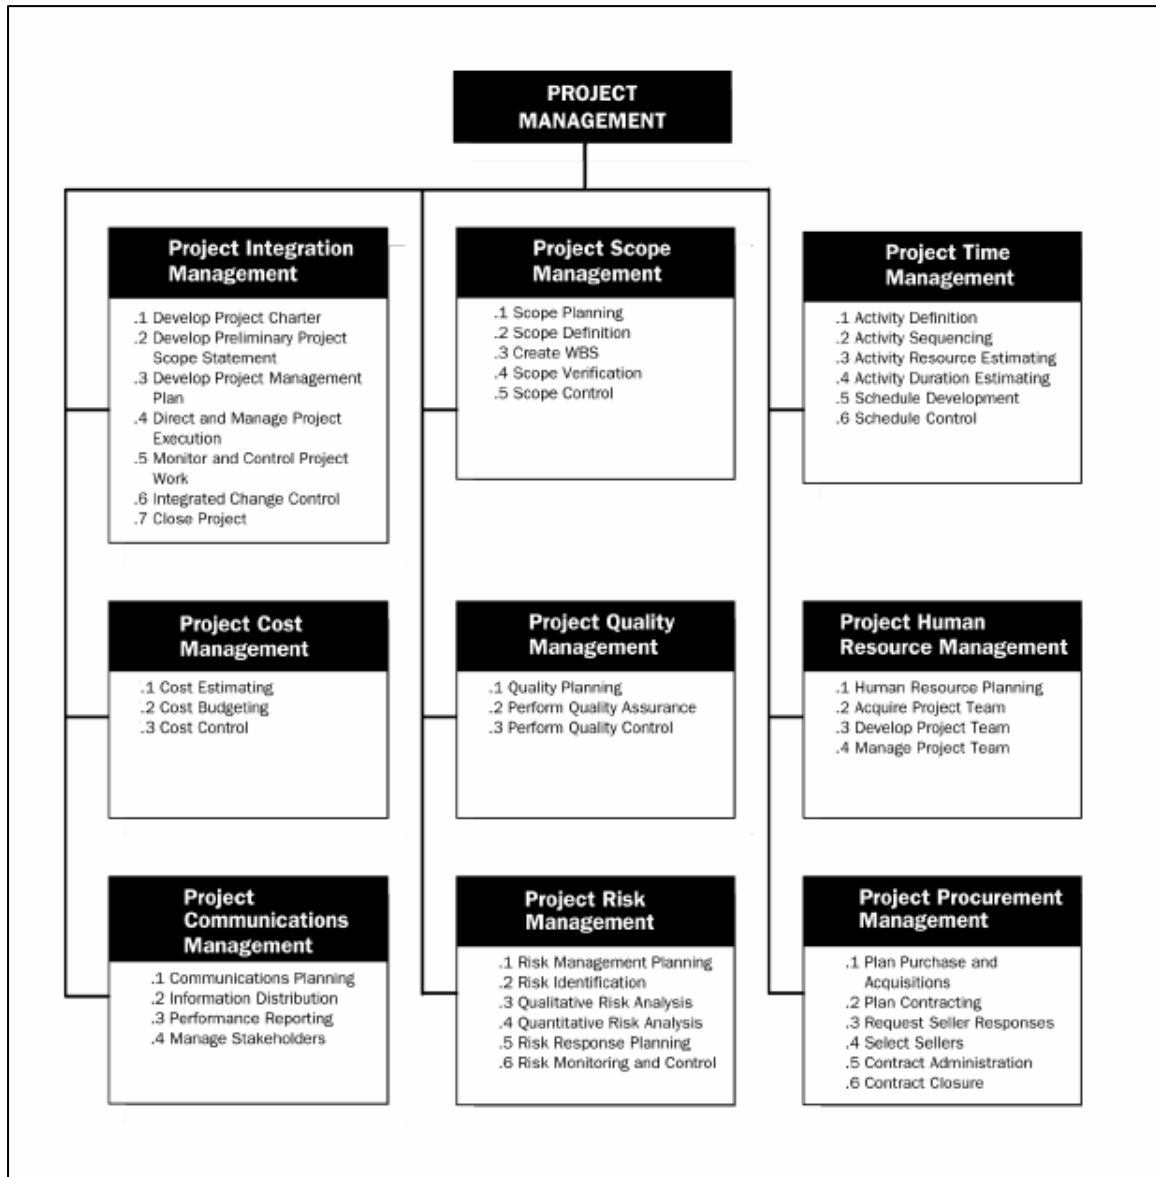 PROJECT
MANAGEMENT
Project Integration
Management
.1 Develop Project Charter
.2 Develop Preliminary Project
Scope Statement
.3 Develop Project Management
Plan
.4 Direct and Manage Project
Execution
.5 Monitor and Control Project
Work
.6 Integrated Change Control
.7 Close Project
Project Scope
Management
.1 Scope Planning
.2 Scope Definition
.3 Create WBS
.4 Scope Verification
.5 Scope Control
Project Time
Management
.1 Activity Definition
.2 Activity Sequencing
.3 Activity Resource Estimating
.4 Activity Duration Estimating
.5 Schedule Development
.6 Schedule Control
Project Cost
Management
.1 Cost Estimating
.2 Cost Budgeting
.3 Cost Control
Project Quality
Management
.1 Quality Planning
.2 Perform Quality Assurance
.3 Perform Quality Control
Project Human
Resource Management
.1 Human Resource Planning
.2 Acquire Project Team
.3 Develop Project Team
.4 Manage Project Team
Project
Communications
Management
.1 Communications Planning
.2 Information Distribution
.3 Performance Reporting
.4 Manage Stakeholders
Project Risk
Management
.1 Risk Management Planning
.2 Risk Identification
.3 Qualitative Risk Analysis
.4 Quantitative Risk Analysis
.5 Risk Response Planning
.6 Risk Monitoring and Control
Project Procurement
Management
.1 Plan Purchase and
Acquisitions
.2 Plan Contracting
.3 Request Seller Responses
.4 Select Sellers
.5 Contract Administration
.6 Contract Closure